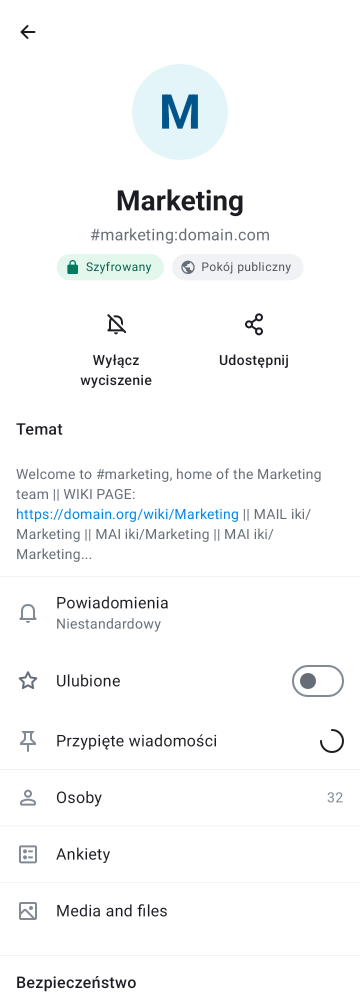 M
Marketing
#marketing:domain.com
Szyfrowany
Pokój publiczny
Wyłącz
wyciszenie
Udostępnij
Temat
Welcome to #marketing, home of the Marketing
team || WIKI PAGE:
https://domain.org/wiki/Marketing || MAIL iki/
Marketing || MAI iki/Marketing || MAI iki/
Marketing...
Powiadomienia
Niestandardowy
Ulubione
Przypięte wiadomości
Osoby 32
Ankiety
Media and files
Bezpieczeństwo